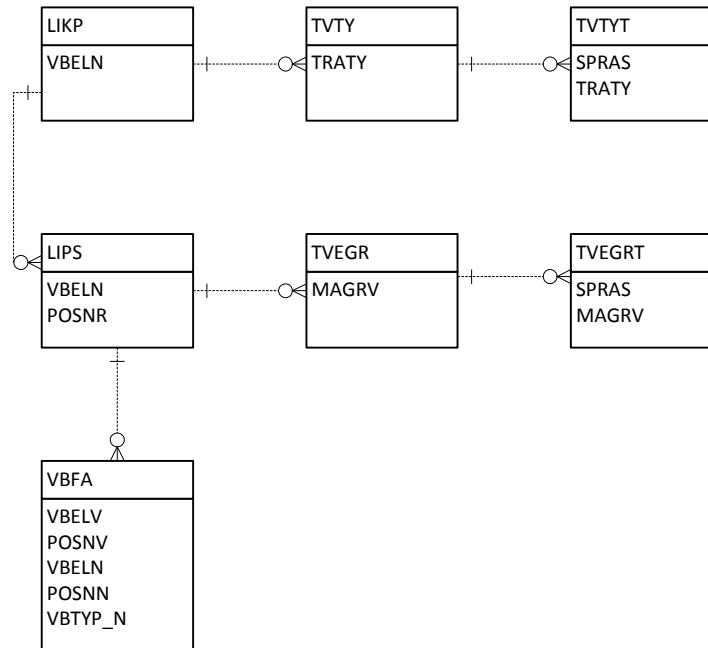 LIKP
VBELN
TVTY
TRATY
TVTYT
SPRAS
TRATY
LIPS
VBELN
POSNR
TVEGR
MAGRV
TVEGRT
SPRAS
MAGRV
VBFA
VBELV
POSNV
VBELN
POSNN
VBTYP_N